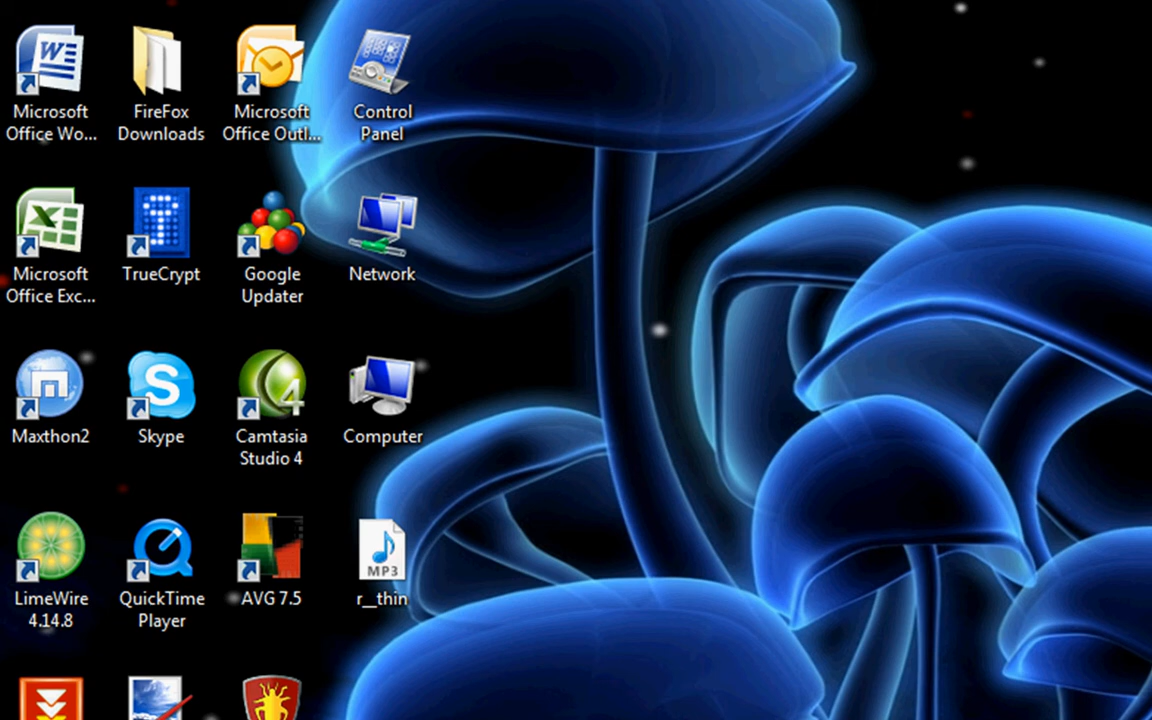 Microsoft
Office Wo...
FireFox
Downloads
Microsoft
Office Outl...
Control
Panel
Microsoft
Office Exc...
TrueCrypt
Google
Updater
Network
Maxthon2
Skype
Camtasia
Studio 4
Computer
LimeWire
4.14.8
QuickTime
Player
AVG 7.5
MP3
r__thin